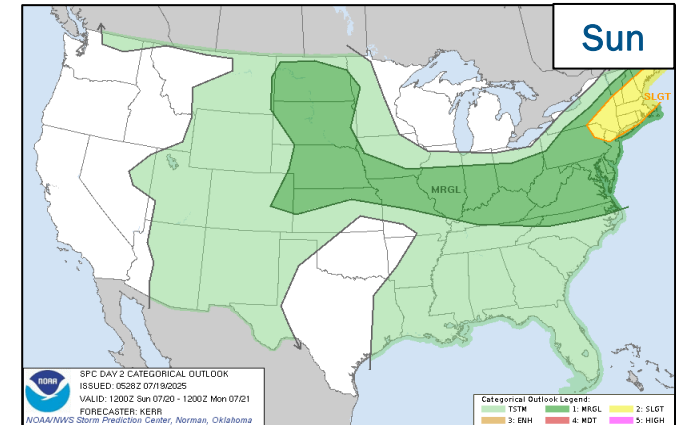 Sun
SLGT
MRGL
NOAA
SPC DAY 2 CATEGORICAL OUTLOOK
ISSUED: 0528Z 07/19/2025
VALID: 1200Z Sun 07/20 - 1200Z Mon 07/21
FORECASTER: KERR
NOAA/NWS Storm Prediction Center, Norman, Oklahoma
Categorical Outlook Legend:
TSTM 1: MRGL 2: SLGT
3: ENH 4: MDT 5: HIGH